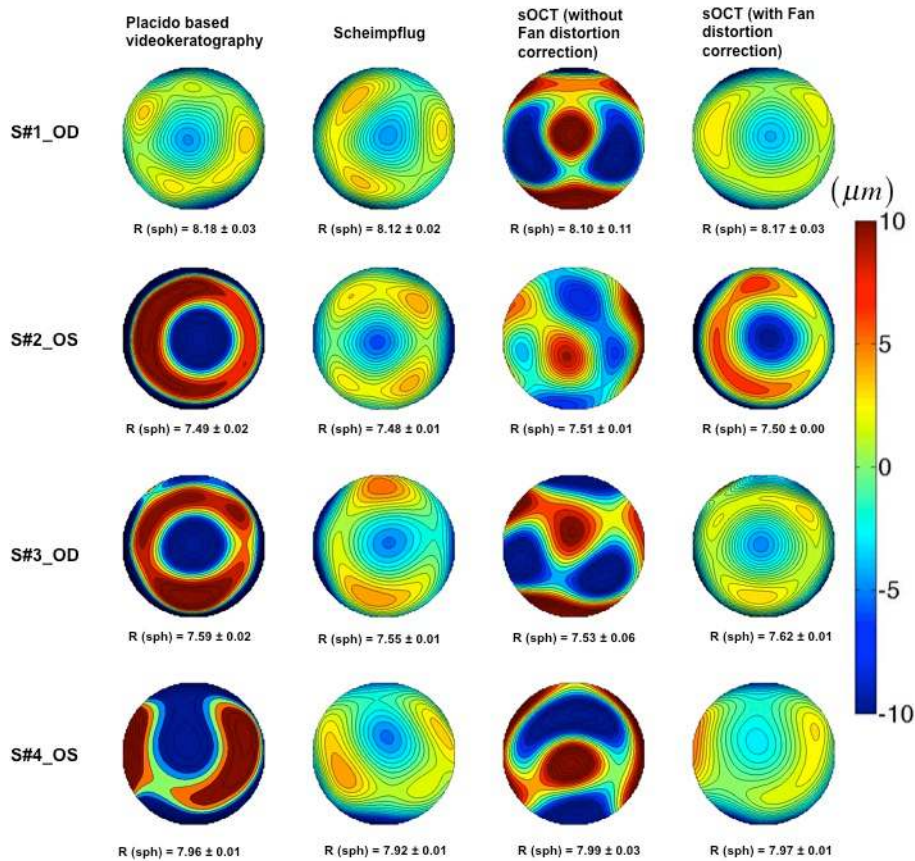 Placido based
videokeratography
Scheimpflug
sOCT (without
Fan distortion
correction)
sOCT (with Fan
distortion
correction)
S#1_OD
R (sph) = 8.18 ± 0.03
R (sph) = 8.12 ± 0.02
R (sph) = 8.10 ± 0.11
R (sph) = 8.17 ± 0.03
(μm)
10
5
0
-5
-10
S#2_OS
R (sph) = 7.49 ± 0.02
R (sph) = 7.48 ± 0.01
R (sph) = 7.51 ± 0.01
R (sph) = 7.50 ± 0.00
S#3_OD
R (sph) = 7.59 ± 0.02
R (sph) = 7.55 ± 0.01
R (sph) = 7.53 ± 0.06
R (sph) = 7.62 ± 0.01
S#4_OS
R (sph) = 7.96 ± 0.01
R (sph) = 7.92 ± 0.01
R (sph) = 7.99 ± 0.03
R (sph) = 7.97 ± 0.01